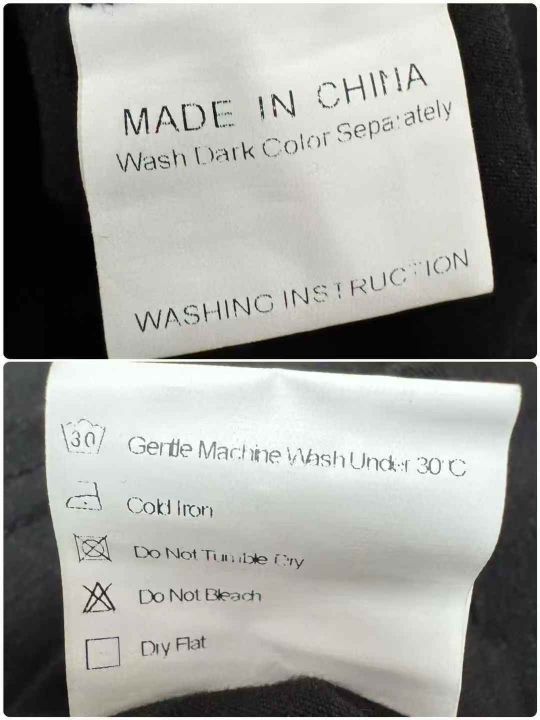 MADE IN CHINA
Wash Dark Color Separately
WASHING INSTRUCTION
30 Gentle Machine Wash Under 30°C
Cold Iron
Do Not Tumble Dry
Do Not Bleach
Dry Flat